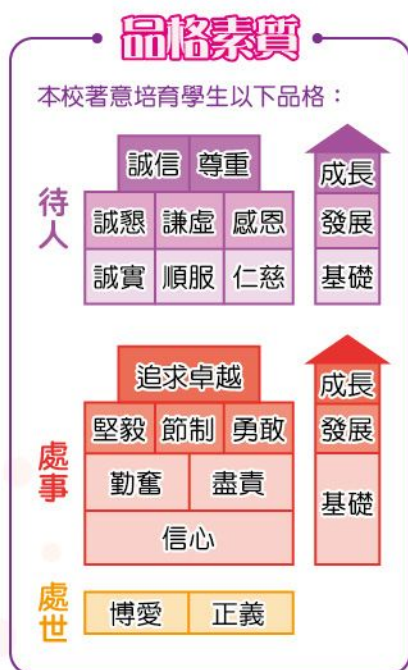 品格素質
本校著意培育學生以下品格：
待人
誠信 尊重
成長
誠懇 謙虛 感恩
發展
誠實 順服 仁慈
基礎
處事
追求卓越
成長
堅毅 節制 勇敢
發展
勤奮 盡責
基礎
信心
處世
博愛 正義